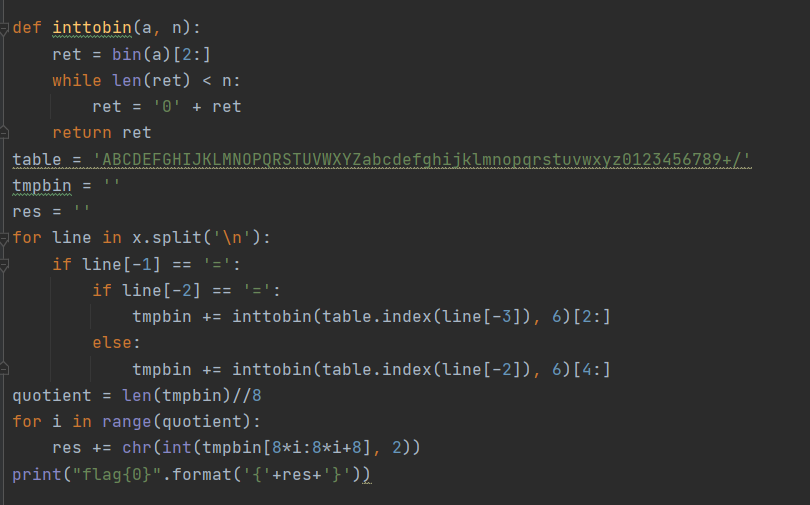 def inttobin(a, n):
    ret = bin(a)[2:]
    while len(ret) < n:
        ret = '0' + ret
    return ret
table = 'ABCDEFGHIJKLMNOPQRSTUVWXYZabcdefghijklmnopqrstuvwxyz0123456789+/'
tmpbin = ''
res = ''
for line in x.split('\n'):
    if line[-1] == '=':
        if line[-2] == '=':
            tmpbin += inttobin(table.index(line[-3]), 6)[2:]
        else:
            tmpbin += inttobin(table.index(line[-2]), 6)[4:]
quotient = len(tmpbin)//8
for i in range(quotient):
    res += chr(int(tmpbin[8*i:8*i+8], 2))
print("flag{0}".format('{'+res+'}'))